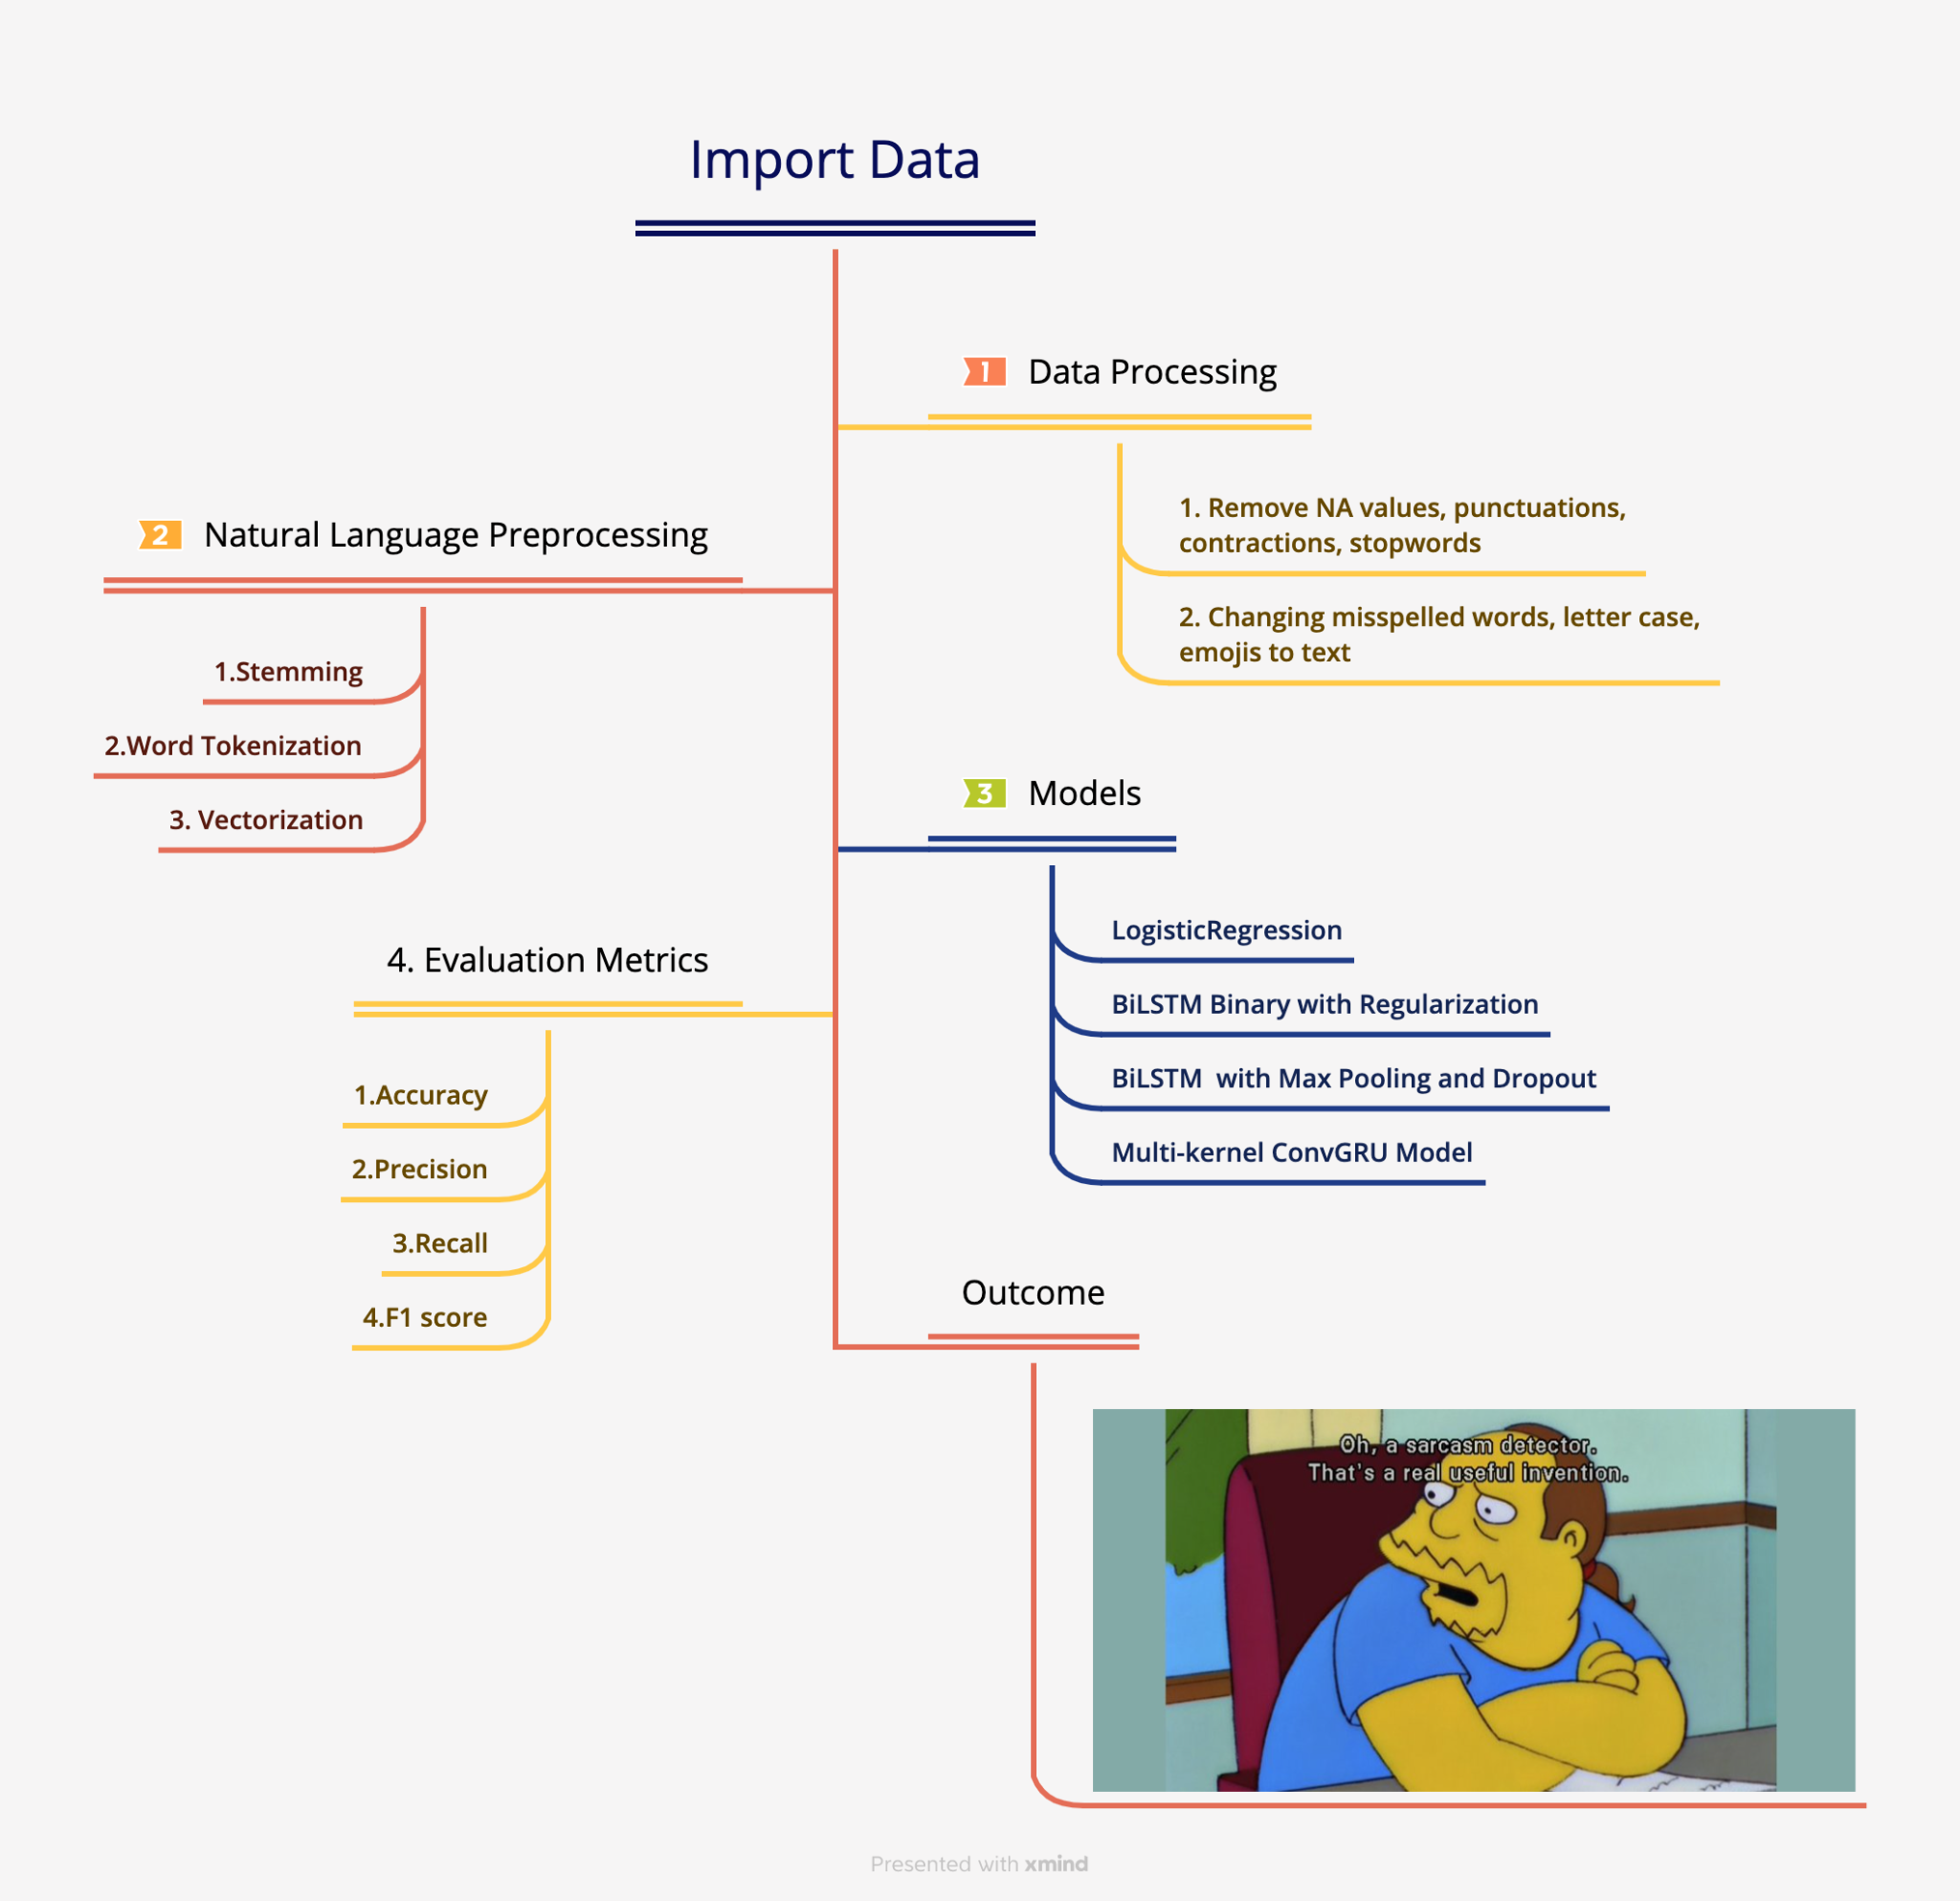 Import Data
1 Data Processing
1. Remove NA values, punctuations,
contractions, stopwords
2. Changing misspelled words, letter case,
emojis to text
2 Natural Language Preprocessing
1.Stemming
2.Word Tokenization
3. Vectorization
3 Models
LogisticRegression
BiLSTM Binary with Regularization
BiLSTM  with Max Pooling and Dropout
Multi-kernel ConvGRU Model
4. Evaluation Metrics
1.Accuracy
2.Precision
3.Recall
4.F1 score
Outcome
Oh, a sarcasm detector.
That's a real useful invention.
Presented with xmind